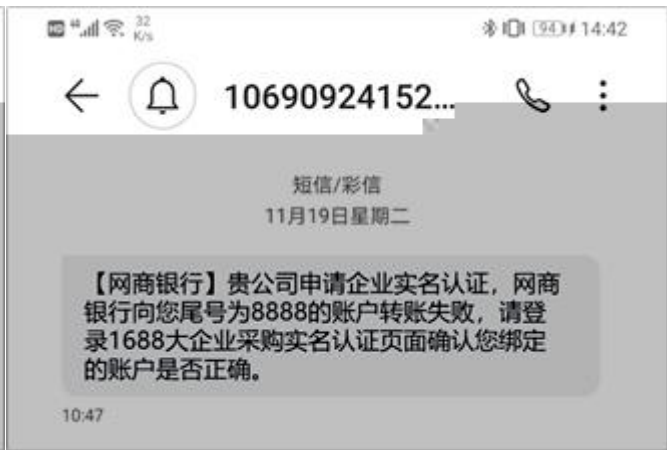 HD 4G 32 K/s 94 14:42
10690924152...
短信/彩信
11月19日星期二
【网商银行】贵公司申请企业实名认证，网商
银行向您尾号为8888的账户转账失败，请登
录1688大企业采购实名认证页面确认您绑定
的账户是否正确。
10:47